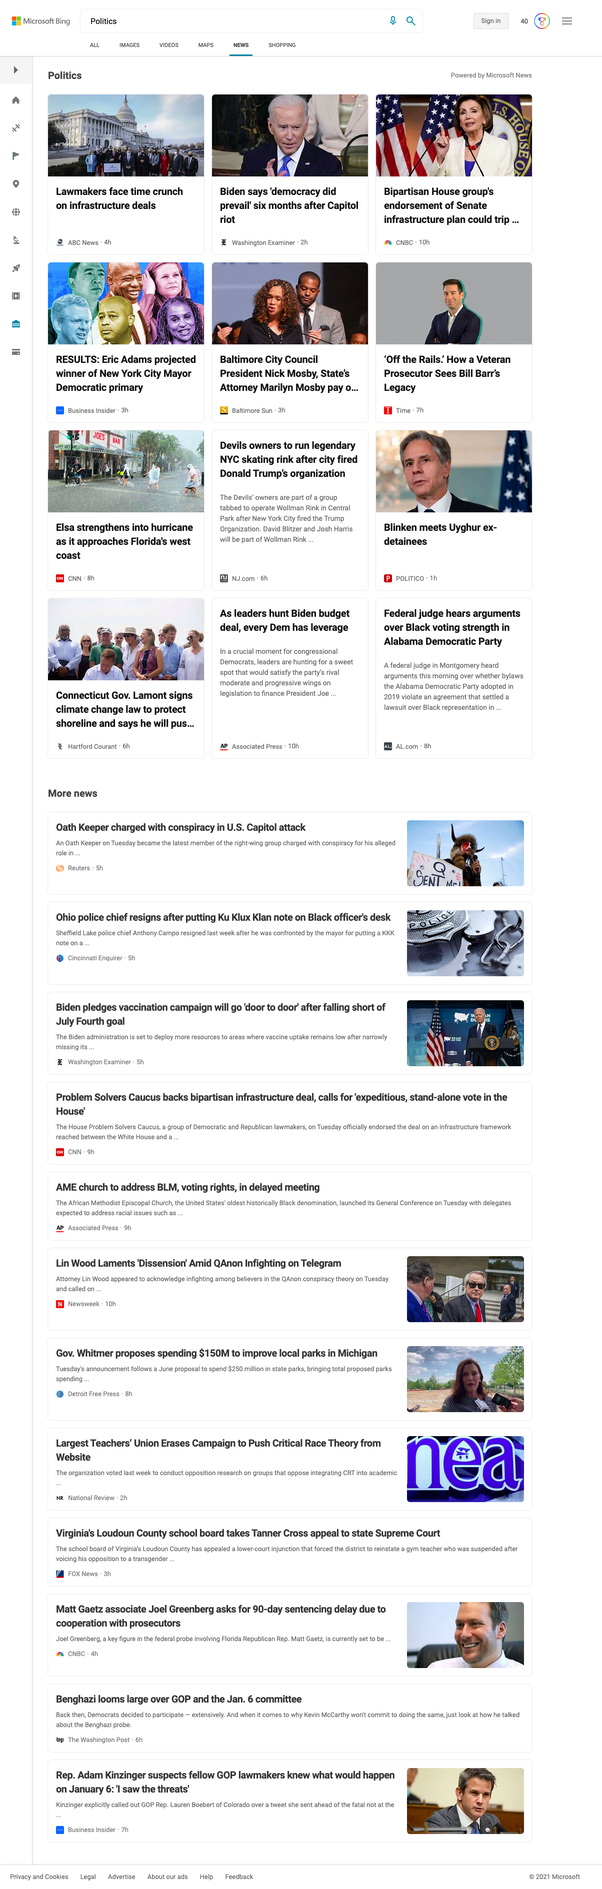 Microsoft Bing
Politics
Sign in
40
ALL IMAGES VIDEOS MAPS NEWS SHOPPING
Politics
Powered by Microsoft News
Lawmakers face time crunch
on infrastructure deals
ABC News · 4h
Biden says 'democracy did
prevail' six months after Capitol
riot
Washington Examiner · 2h
Bipartisan House group's
endorsement of Senate
infrastructure plan could trip ...
CNBC · 10h
RESULTS: Eric Adams projected
winner of New York City Mayor
Democratic primary
Business Insider · 3h
Baltimore City Council
President Nick Mosby, State's
Attorney Marilyn Mosby pay o...
Baltimore Sun · 3h
'Off the Rails.' How a Veteran
Prosecutor Sees Bill Barr's
Legacy
Time · 7h
JOE'S BAR
Elsa strengthens into hurricane
as it approaches Florida's west
coast
CNN · 8h
Devils owners to run legendary
NYC skating rink after city fired
Donald Trump's organization
The Devils' owners are part of a group
tabbed to operate Wollman Rink in Central
Park after New York City fired the Trump
Organization. David Blitzer and Josh Harris
will be part of Wollman Rink ...
NJ.com · 6h
Blinken meets Uyghur ex-
detainees
POLITICO · 1h
Connecticut Gov. Lamont signs
climate change law to protect
shoreline and says he will pus...
Hartford Courant · 6h
As leaders hunt Biden budget
deal, every Dem has leverage
In a crucial moment for congressional
Democrats, leaders are hunting for a sweet
spot that would satisfy the party's rival
moderate and progressive wings on
legislation to finance President Joe ...
AP Associated Press · 10h
Federal judge hears arguments
over Black voting strength in
Alabama Democratic Party
A federal judge in Montgomery heard
arguments this morning over whether bylaws
the Alabama Democratic Party adopted in
2019 violate an agreement that settled a
lawsuit over Black representation in ...
AL.com · 8h
More news
Oath Keeper charged with conspiracy in U.S. Capitol attack
An Oath Keeper on Tuesday became the latest member of the right-wing group charged with conspiracy for his alleged
role in ...
Reuters · 5h
Q
SENT ME!
Ohio police chief resigns after putting Ku Klux Klan note on Black officer's desk
Sheffield Lake police chief Anthony Campo resigned last week after he was confronted by the mayor for putting a KKK
note on a ...
Cincinnati Enquirer · 5h
POLICE
Biden pledges vaccination campaign will go 'door to door' after falling short of
July Fourth goal
The Biden administration is set to deploy more resources to areas where vaccine uptake remains low after narrowly
missing its ...
Washington Examiner · 5h
Problem Solvers Caucus backs bipartisan infrastructure deal, calls for 'expeditious, stand-alone vote in the
House'
The House Problem Solvers Caucus, a group of Democratic and Republican lawmakers, on Tuesday officially endorsed the deal on an infrastructure framework
reached between the White House and a ...
CNN · 9h
AME church to address BLM, voting rights, in delayed meeting
The African Methodist Episcopal Church, the United States' oldest historically Black denomination, launched its General Conference on Tuesday with delegates
expected to address racial issues such as ...
AP Associated Press · 9h
Lin Wood Laments 'Dissension' Amid QAnon Infighting on Telegram
Attorney Lin Wood appeared to acknowledge infighting among believers in the QAnon conspiracy theory on Tuesday
and called on ...
N Newsweek · 10h
Gov. Whitmer proposes spending $150M to improve local parks in Michigan
Tuesday's announcement follows a June proposal to spend $250 million in state parks, bringing total proposed parks
spending ...
Detroit Free Press · 8h
Largest Teachers' Union Erases Campaign to Push Critical Race Theory from
Website
The organization voted last week to conduct opposition research on groups that oppose integrating CRT into academic
...
NR National Review · 2h
nea
Virginia's Loudoun County school board takes Tanner Cross appeal to state Supreme Court
The school board of Virginia's Loudoun County has appealed a lower-court injunction that forced the district to reinstate a gym teacher who was suspended after
voicing his opposition to a transgender ...
FOX News · 3h
Matt Gaetz associate Joel Greenberg asks for 90-day sentencing delay due to
cooperation with prosecutors
Joel Greenberg, a key figure in the federal probe involving Florida Republican Rep. Matt Gaetz, is currently set to be ...
CNBC · 4h
Benghazi looms large over GOP and the Jan. 6 committee
Back then, Democrats decided to participate — extensively. And when it comes to why Kevin McCarthy won't commit to doing the same, just look at how he talked
about the Benghazi probe.
The Washington Post · 6h
Rep. Adam Kinzinger suspects fellow GOP lawmakers knew what would happen
on January 6: 'I saw the threats'
Kinzinger explicitly called out GOP Rep. Lauren Boebert of Colorado over a tweet she sent ahead of the fatal riot at the
...
Business Insider · 7h
Privacy and Cookies Legal Advertise About our ads Help Feedback
© 2021 Microsoft